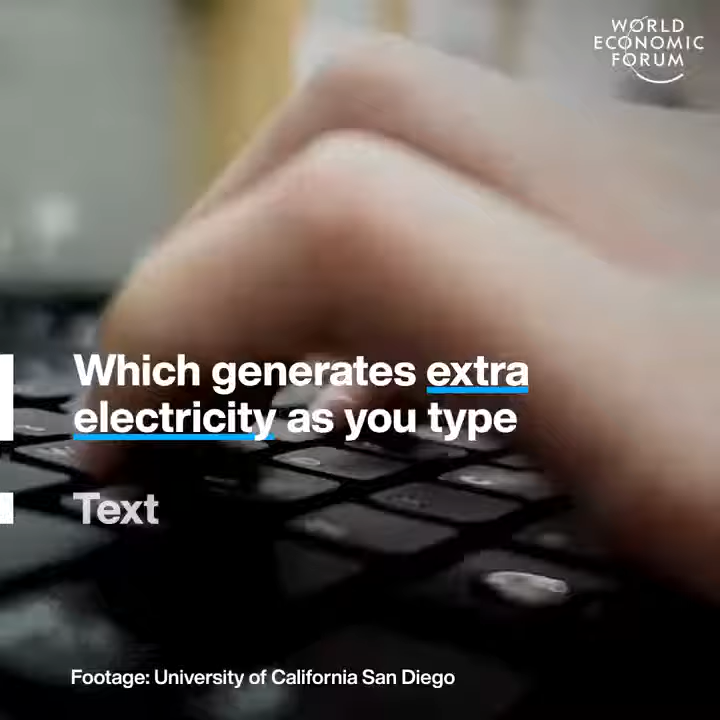 WORLD
ECONOMIC
FORUM
Which generates extra
electricity as you type
Text
Footage: University of California San Diego